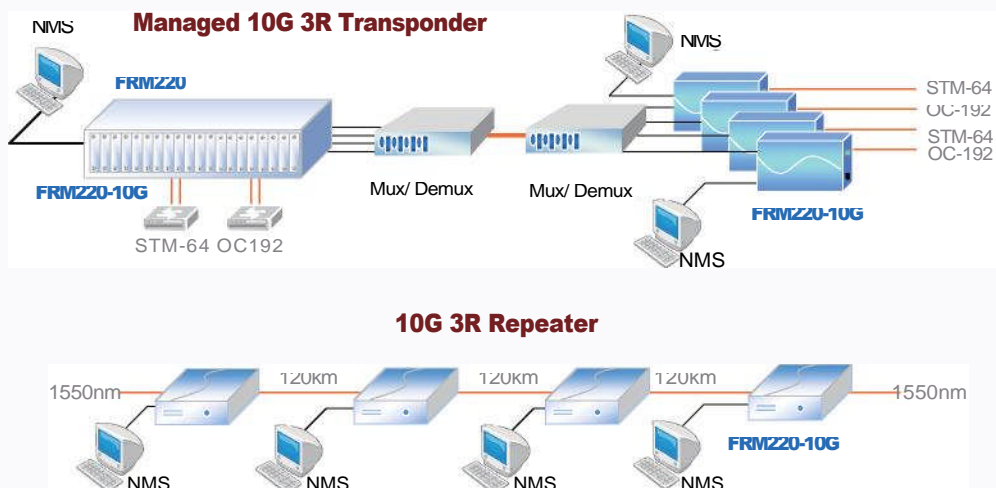 Managed 10G 3R Transponder
NMS
NMS
FRM220
STM-64
OC-192
STM-64
OC-192
FRM220-10G
Mux/ Demux
Mux/ Demux
FRM220-10G
STM-64 OC192
NMS
10G 3R Repeater
1550nm
120km
120km
120km
1550nm
FRM220-10G
NMS
NMS
NMS
NMS